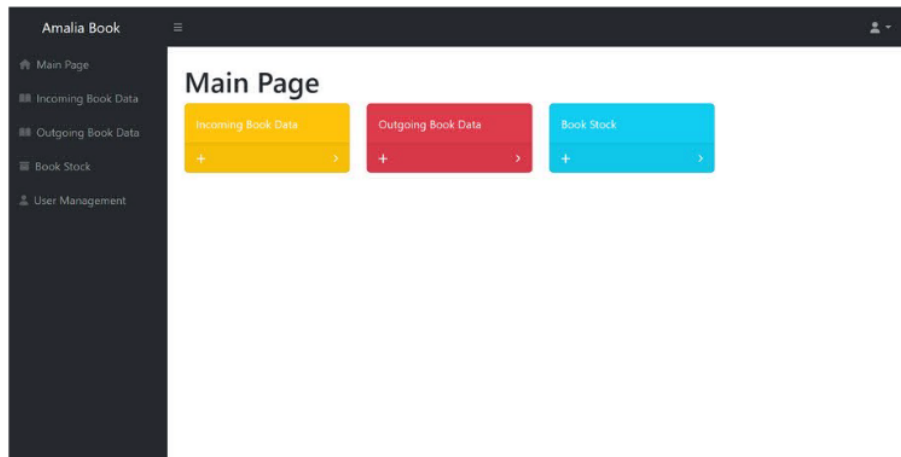 Amalia Book
Main Page
Incoming Book Data
Outgoing Book Data
Book Stock
User Management
Main Page
Incoming Book Data
Outgoing Book Data
Book Stock